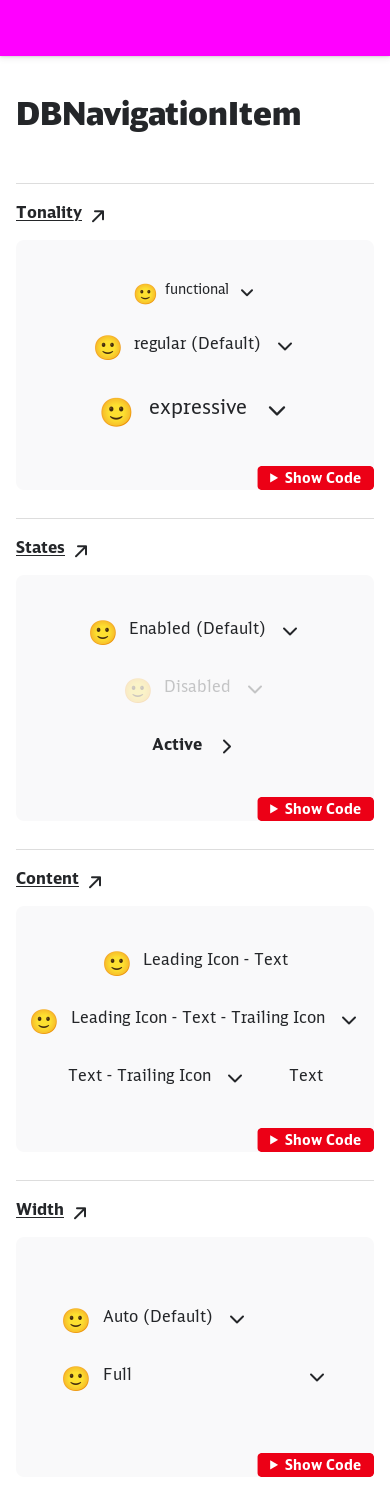 DBNavigationItem
Tonality
functional
regular (Default)
expressive
Show Code
States
Enabled (Default)
Disabled
Active
Show Code
Content
Leading Icon - Text
Leading Icon - Text - Trailing Icon
Text - Trailing Icon Text
Show Code
Width
Auto (Default)
Full
Show Code